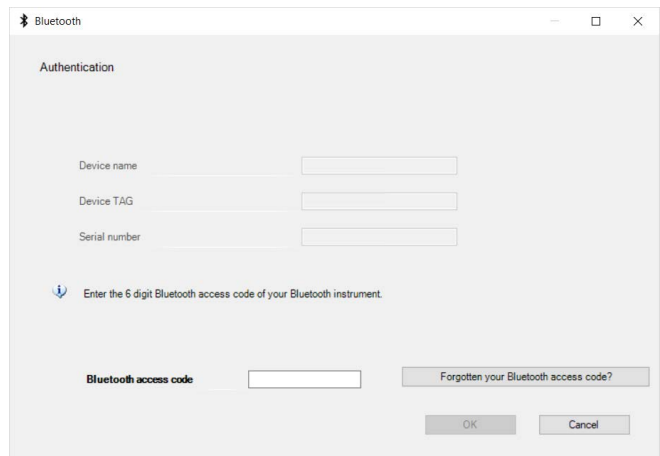 Bluetooth
Authentication
Device name
Device TAG
Serial number
Enter the 6 digit Bluetooth access code of your Bluetooth instrument.
Bluetooth access code
Forgotten your Bluetooth access code?
OK Cancel